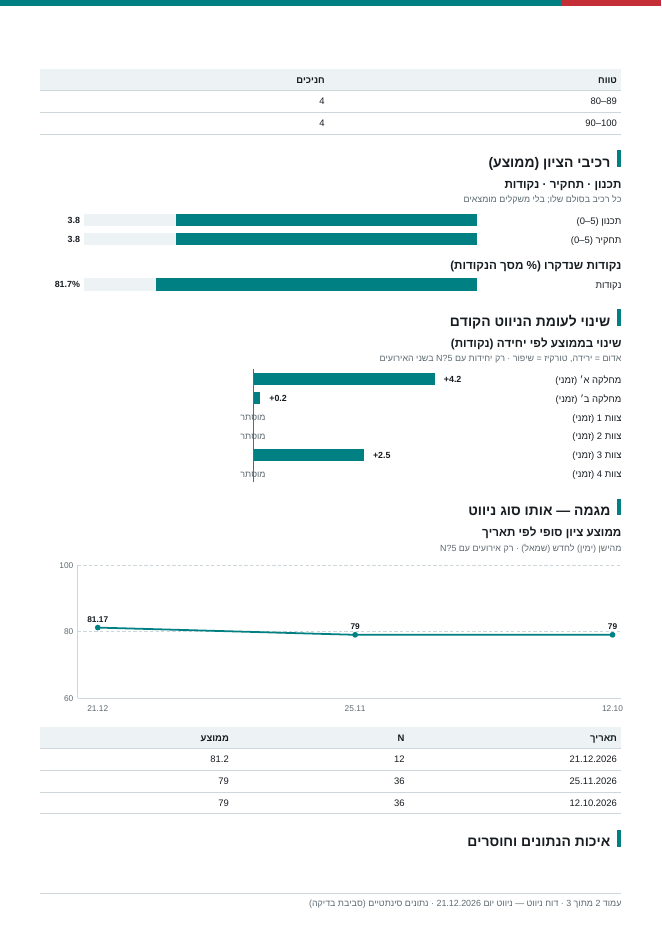 טווח חניכים
80–89 4
90–100 4
רכיבי הציון (ממוצע)
תכנון · תחקיר · נקודות
כל רכיב בסולם שלו; בלי משקלים מומצאים
תכנון (0–5) 3.8
תחקיר (0–5) 3.8
נקודות שנדקרו (% מסך הנקודות)
נקודות 81.7%
שינוי לעומת הניווט הקודם
שינוי בממוצע לפי יחידה (נקודות)
אדום = ירידה, טורקיז = שיפור · רק יחידות עם N?5 בשני האירועים
מחלקה א׳ (זמני) +4.2
מחלקה ב׳ (זמני) +0.2
צוות 1 (זמני) מוסתר
צוות 2 (זמני) מוסתר
צוות 3 (זמני) +2.5
צוות 4 (זמני) מוסתר
מגמה — אותו סוג ניווט
ממוצע ציון סופי לפי תאריך
מהישן (ימין) לחדש (שמאל) · רק אירועים עם N?5
100
81.17 79 79
80
60
21.12 25.11 12.10
תאריך N ממוצע
21.12.2026 12 81.2
25.11.2026 36 79
12.10.2026 36 79
איכות הנתונים וחוסרים
עמוד 2 מתוך 3 · דוח ניווט — ניווט יום 21.12.2026 · נתונים סינתטיים (סביבת בדיקה)